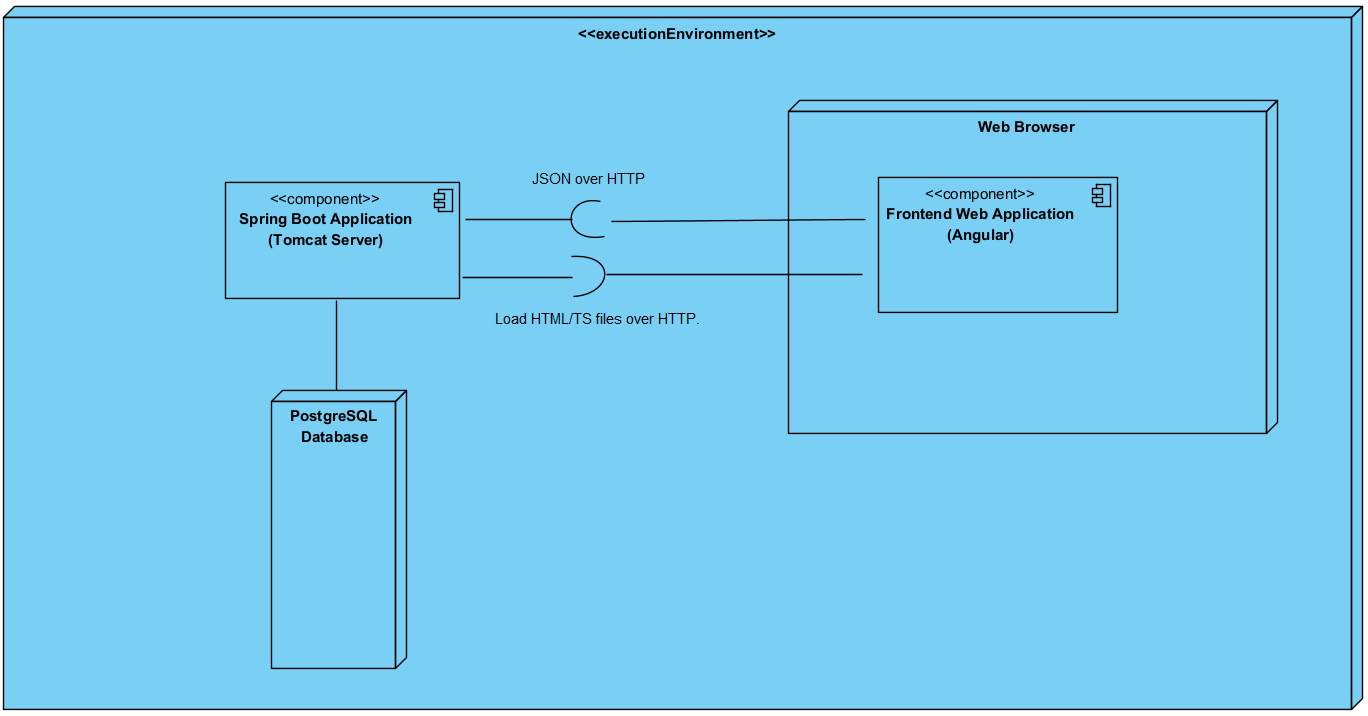 <<executionEnvironment>>
Web Browser
JSON over HTTP
<<component>>
Spring Boot Application
(Tomcat Server)
<<component>>
Frontend Web Application
(Angular)
Load HTML/TS files over HTTP.
PostgreSQL
Database